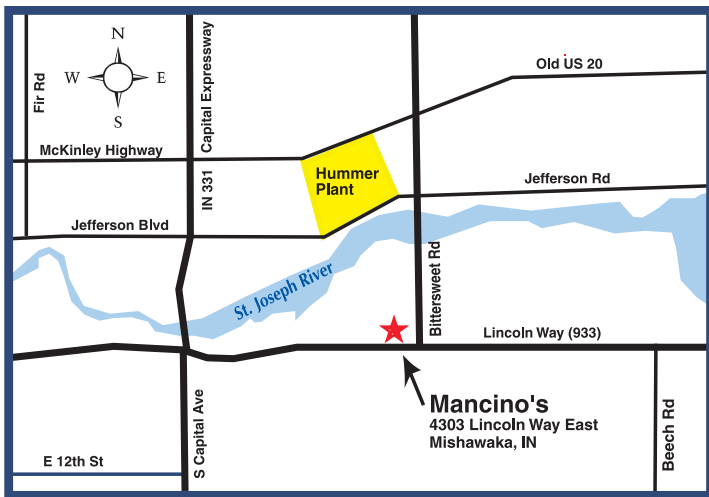 N
W
E
S
Fir Rd
Capital Expressway
IN 331
Old US 20
McKinley Highway
Hummer
Plant
Jefferson Rd
Jefferson Blvd
St. Joseph River
Bittersweet Rd
Lincoln Way (933)
Mancino's
4303 Lincoln Way East
Mishawaka, IN
S Capital Ave
Beech Rd
E 12th St